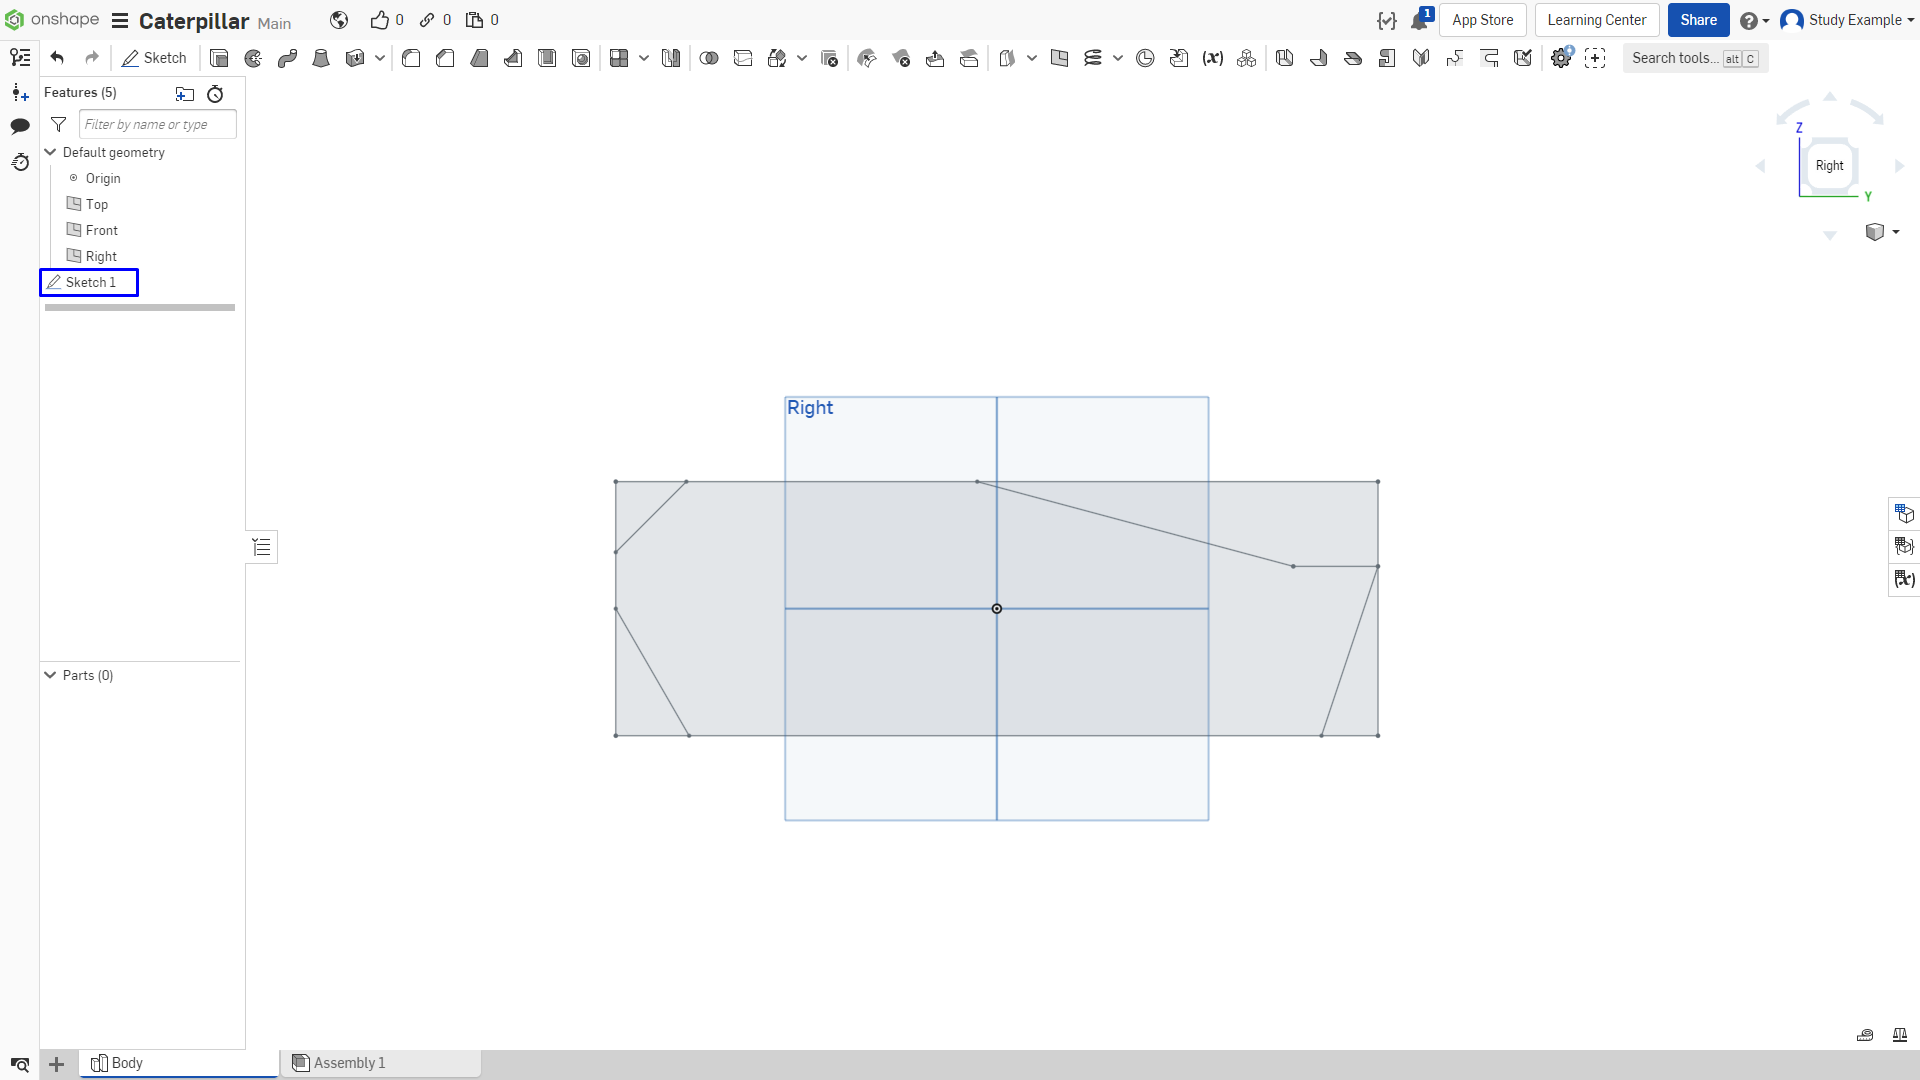 onshape Caterpillar Main 0 0 0 1 App Store Learning Center Share Study Example
Sketch (x) Search tools... alt C
Features (5)
Filter by name or type
Default geometry
Origin
Top
Front
Right
Sketch 1
Parts (0)
Right
Z
Right
Y
(x)
Body Assembly 1